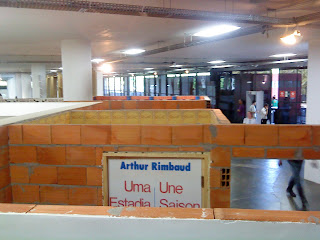 Arthur Rimbaud
Uma | Une
Estadia | Saison